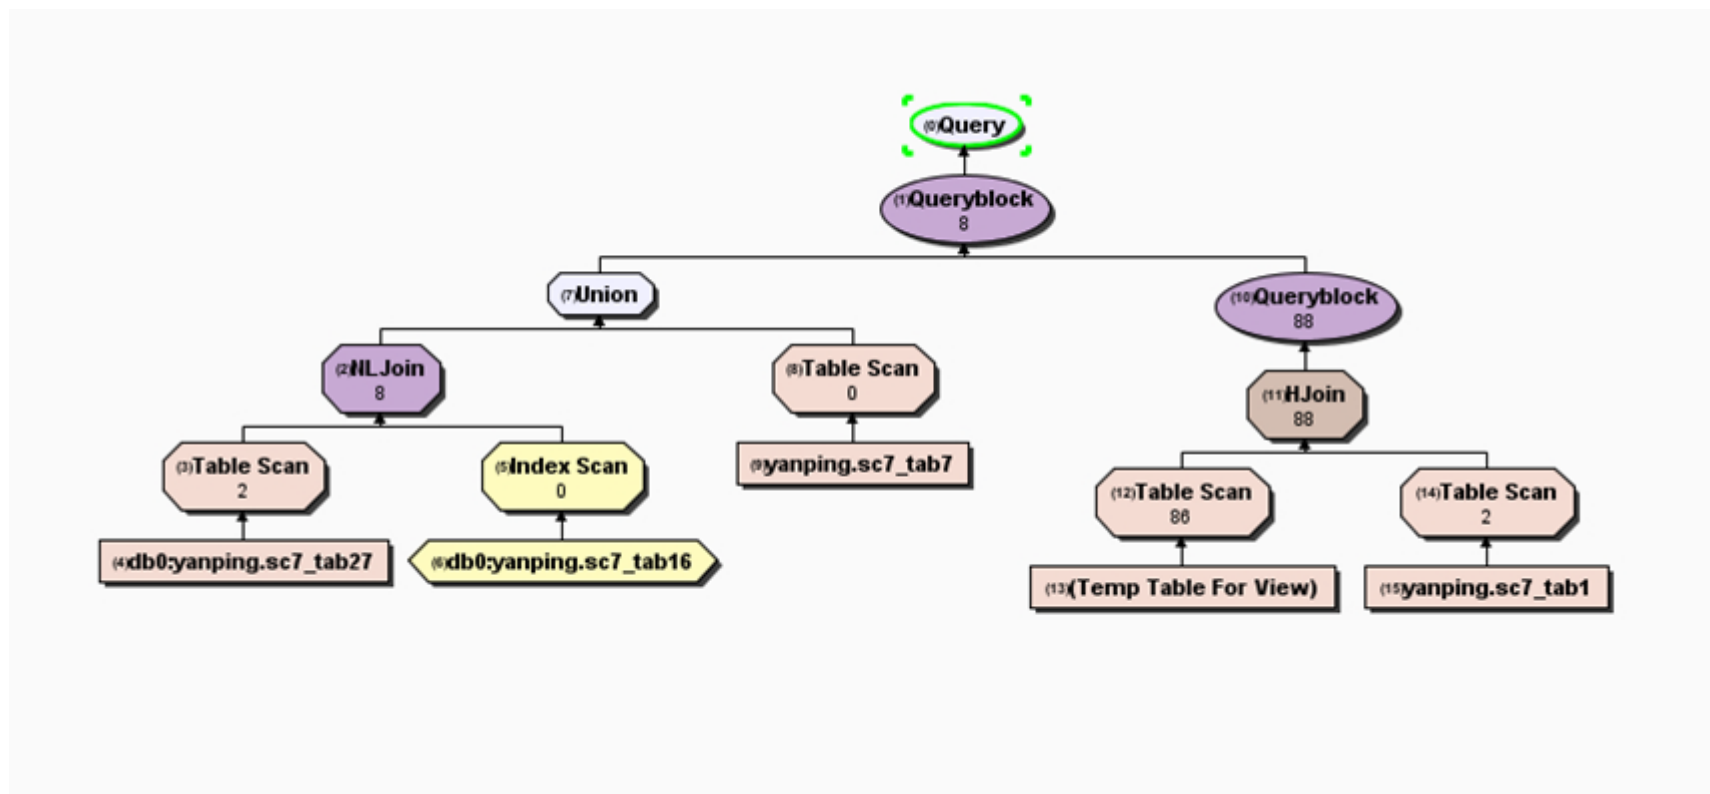 (0)Query
(1)Queryblock
8
(7)Union
(10)Queryblock
88
(2)NLJoin
8
(8)Table Scan
0
(11)HJoin
88
(3)Table Scan
2
(5)Index Scan
0
(9)yanping.sc7_tab7
(12)Table Scan
86
(14)Table Scan
2
(4)db0:yanping.sc7_tab27
(6)db0:yanping.sc7_tab16
(13)(Temp Table For View)
(15)yanping.sc7_tab1